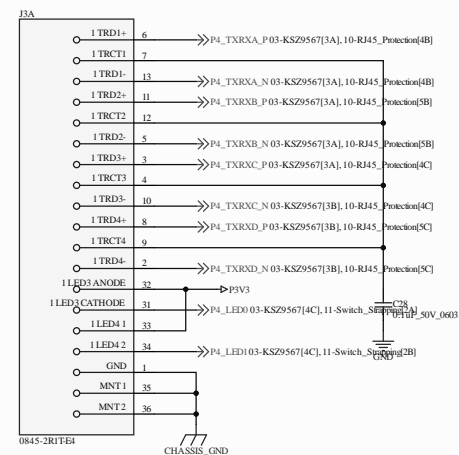 J3A
1 TRD1+ 6 P4_TXRXA_P 03-KSZ9567[3A], 10-RJ45_Protection[4B]
1 TRCT1 7
1 TRD1- 13 P4_TXRXA_N 03-KSZ9567[3A], 10-RJ45_Protection[4B]
1 TRD2+ 11 P4_TXRXB_P 03-KSZ9567[3A], 10-RJ45_Protection[5B]
1 TRCT2 12
1 TRD2- 5 P4_TXRXB_N 03-KSZ9567[3A], 10-RJ45_Protection[5B]
1 TRD3+ 3 P4_TXRXC_P 03-KSZ9567[3A], 10-RJ45_Protection[4C]
1 TRCT3 4
1 TRD3- 10 P4_TXRXC_N 03-KSZ9567[3B], 10-RJ45_Protection[4C]
1 TRD4+ 8 P4_TXRXD_P 03-KSZ9567[3B], 10-RJ45_Protection[5C]
1 TRCT4 9
1 TRD4- 2 P4_TXRXD_N 03-KSZ9567[3B], 10-RJ45_Protection[5C]
1 LED3 ANODE 32 P3V3
1 LED3 CATHODE 31 P4_LED0 03-KSZ9567[4C], 11-Switch_Strapping[2A]
C28
0.1uF_50V_0603
1 LED4 1 33
1 LED4 2 34 P4_LED1 03-KSZ9567[4C], 11-Switch_Strapping[2B]
GND
GND 1
MNT 1 35
MNT 2 36
0845-2R1T-E4
CHASSIS_GND